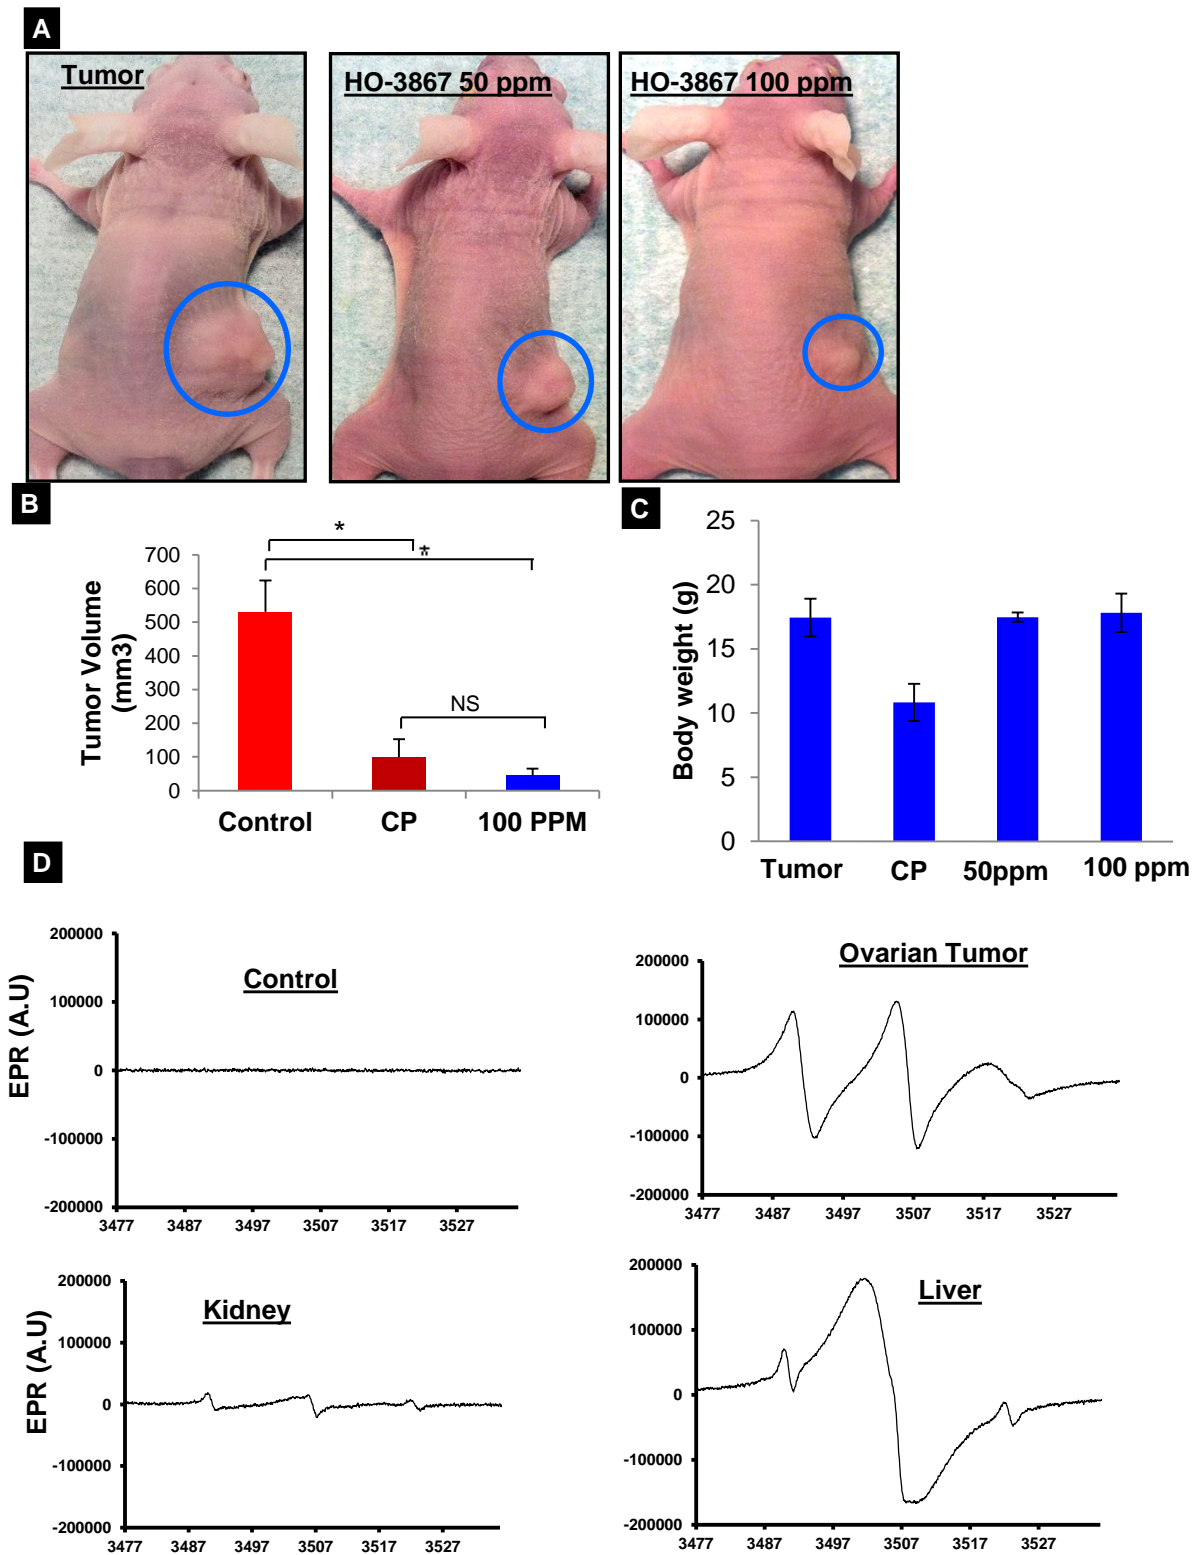 A
Tumor
HO-3867 50 ppm
HO-3867 100 ppm
B
*
*
NS
700
600
500
400
300
200
100
0
Tumor Volume
(mm3)
Control
CP
100 PPM
C
25
20
15
10
5
0
Body weight (g)
Tumor
CP
50ppm
100 ppm
D
Control
EPR (A.U)
200000
100000
0
-100000
-200000
3477 3487 3497 3507 3517 3527
Ovarian Tumor
200000
100000
0
-100000
-200000
3477 3487 3497 3507 3517 3527
Kidney
EPR (A.U)
200000
100000
0
-100000
-200000
3477 3487 3497 3507 3517 3527
Liver
200000
100000
0
-100000
-200000
3477 3487 3497 3507 3517 3527